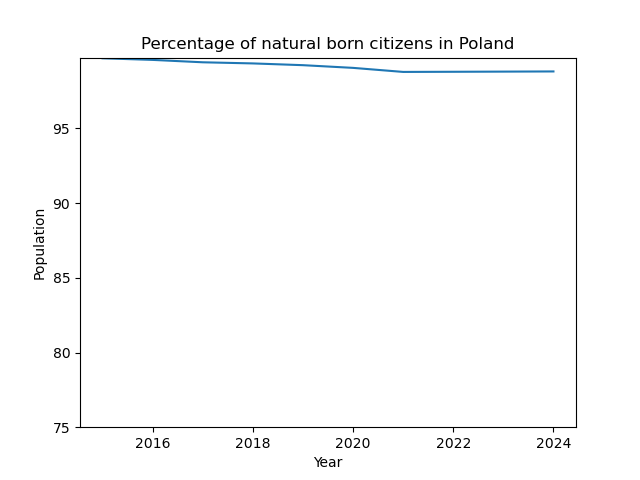 Percentage of natural born citizens in Poland
95
90
85
80
75
Population
2016 2018 2020 2022 2024
Year